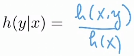 h(y|x) = h(x,y) / h(x)